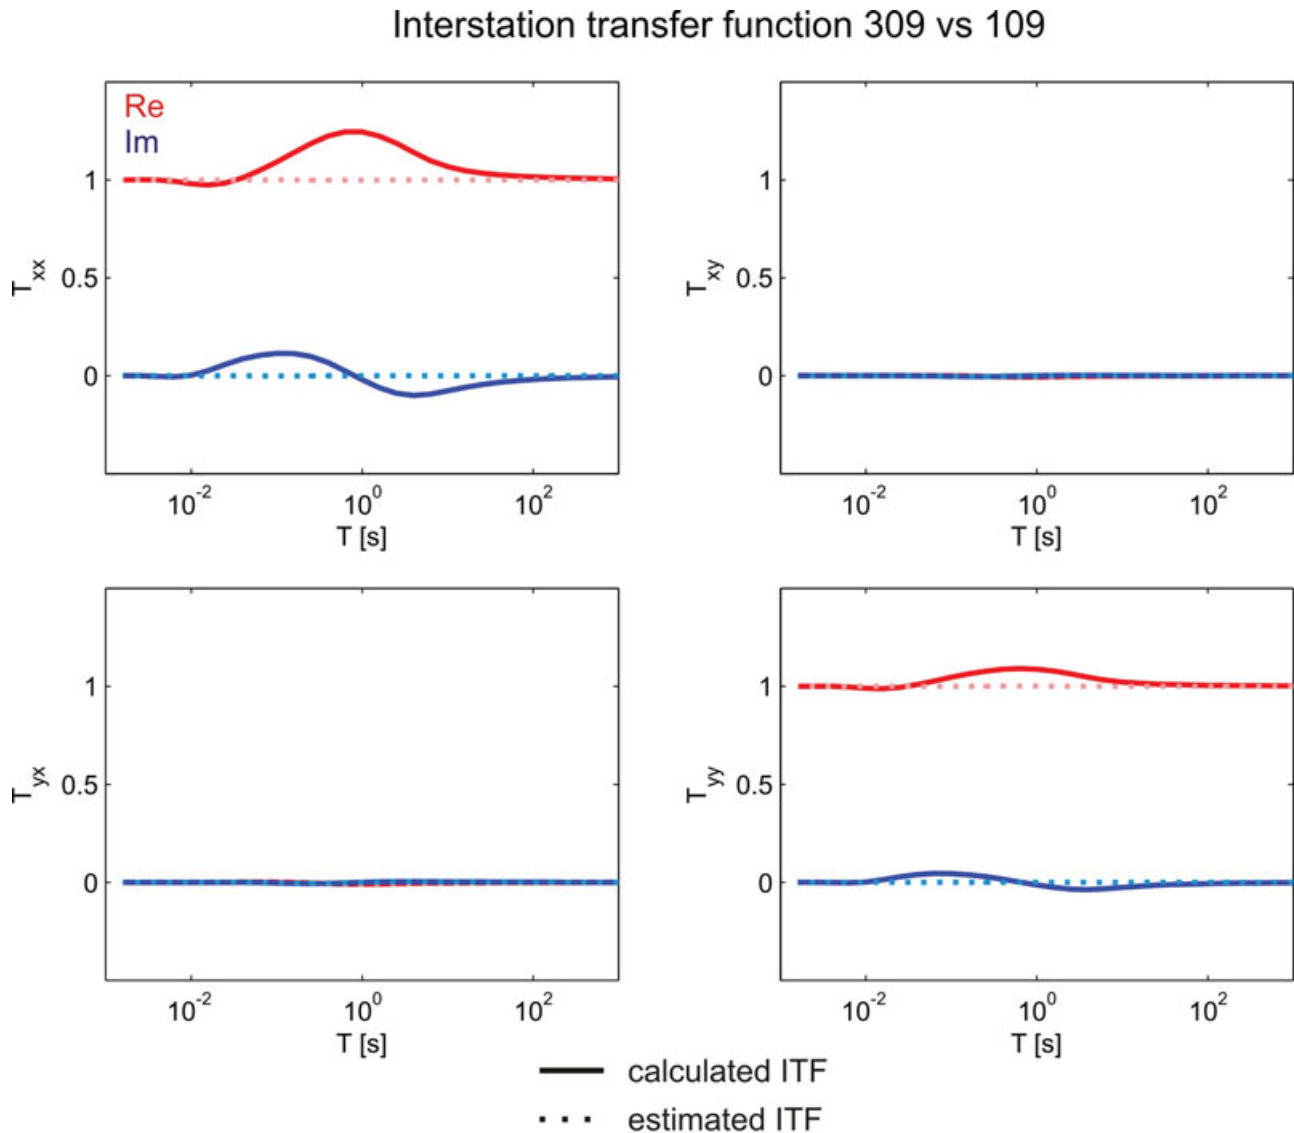 Interstation transfer function 309 vs 109
Re
Im
1
0.5
0
T_xx
10^-2 10^0 10^2
T [s]
1
0.5
0
T_xy
10^-2 10^0 10^2
T [s]
1
0.5
0
T_yx
10^-2 10^0 10^2
T [s]
1
0.5
0
T_yy
10^-2 10^0 10^2
T [s]
calculated ITF
estimated ITF